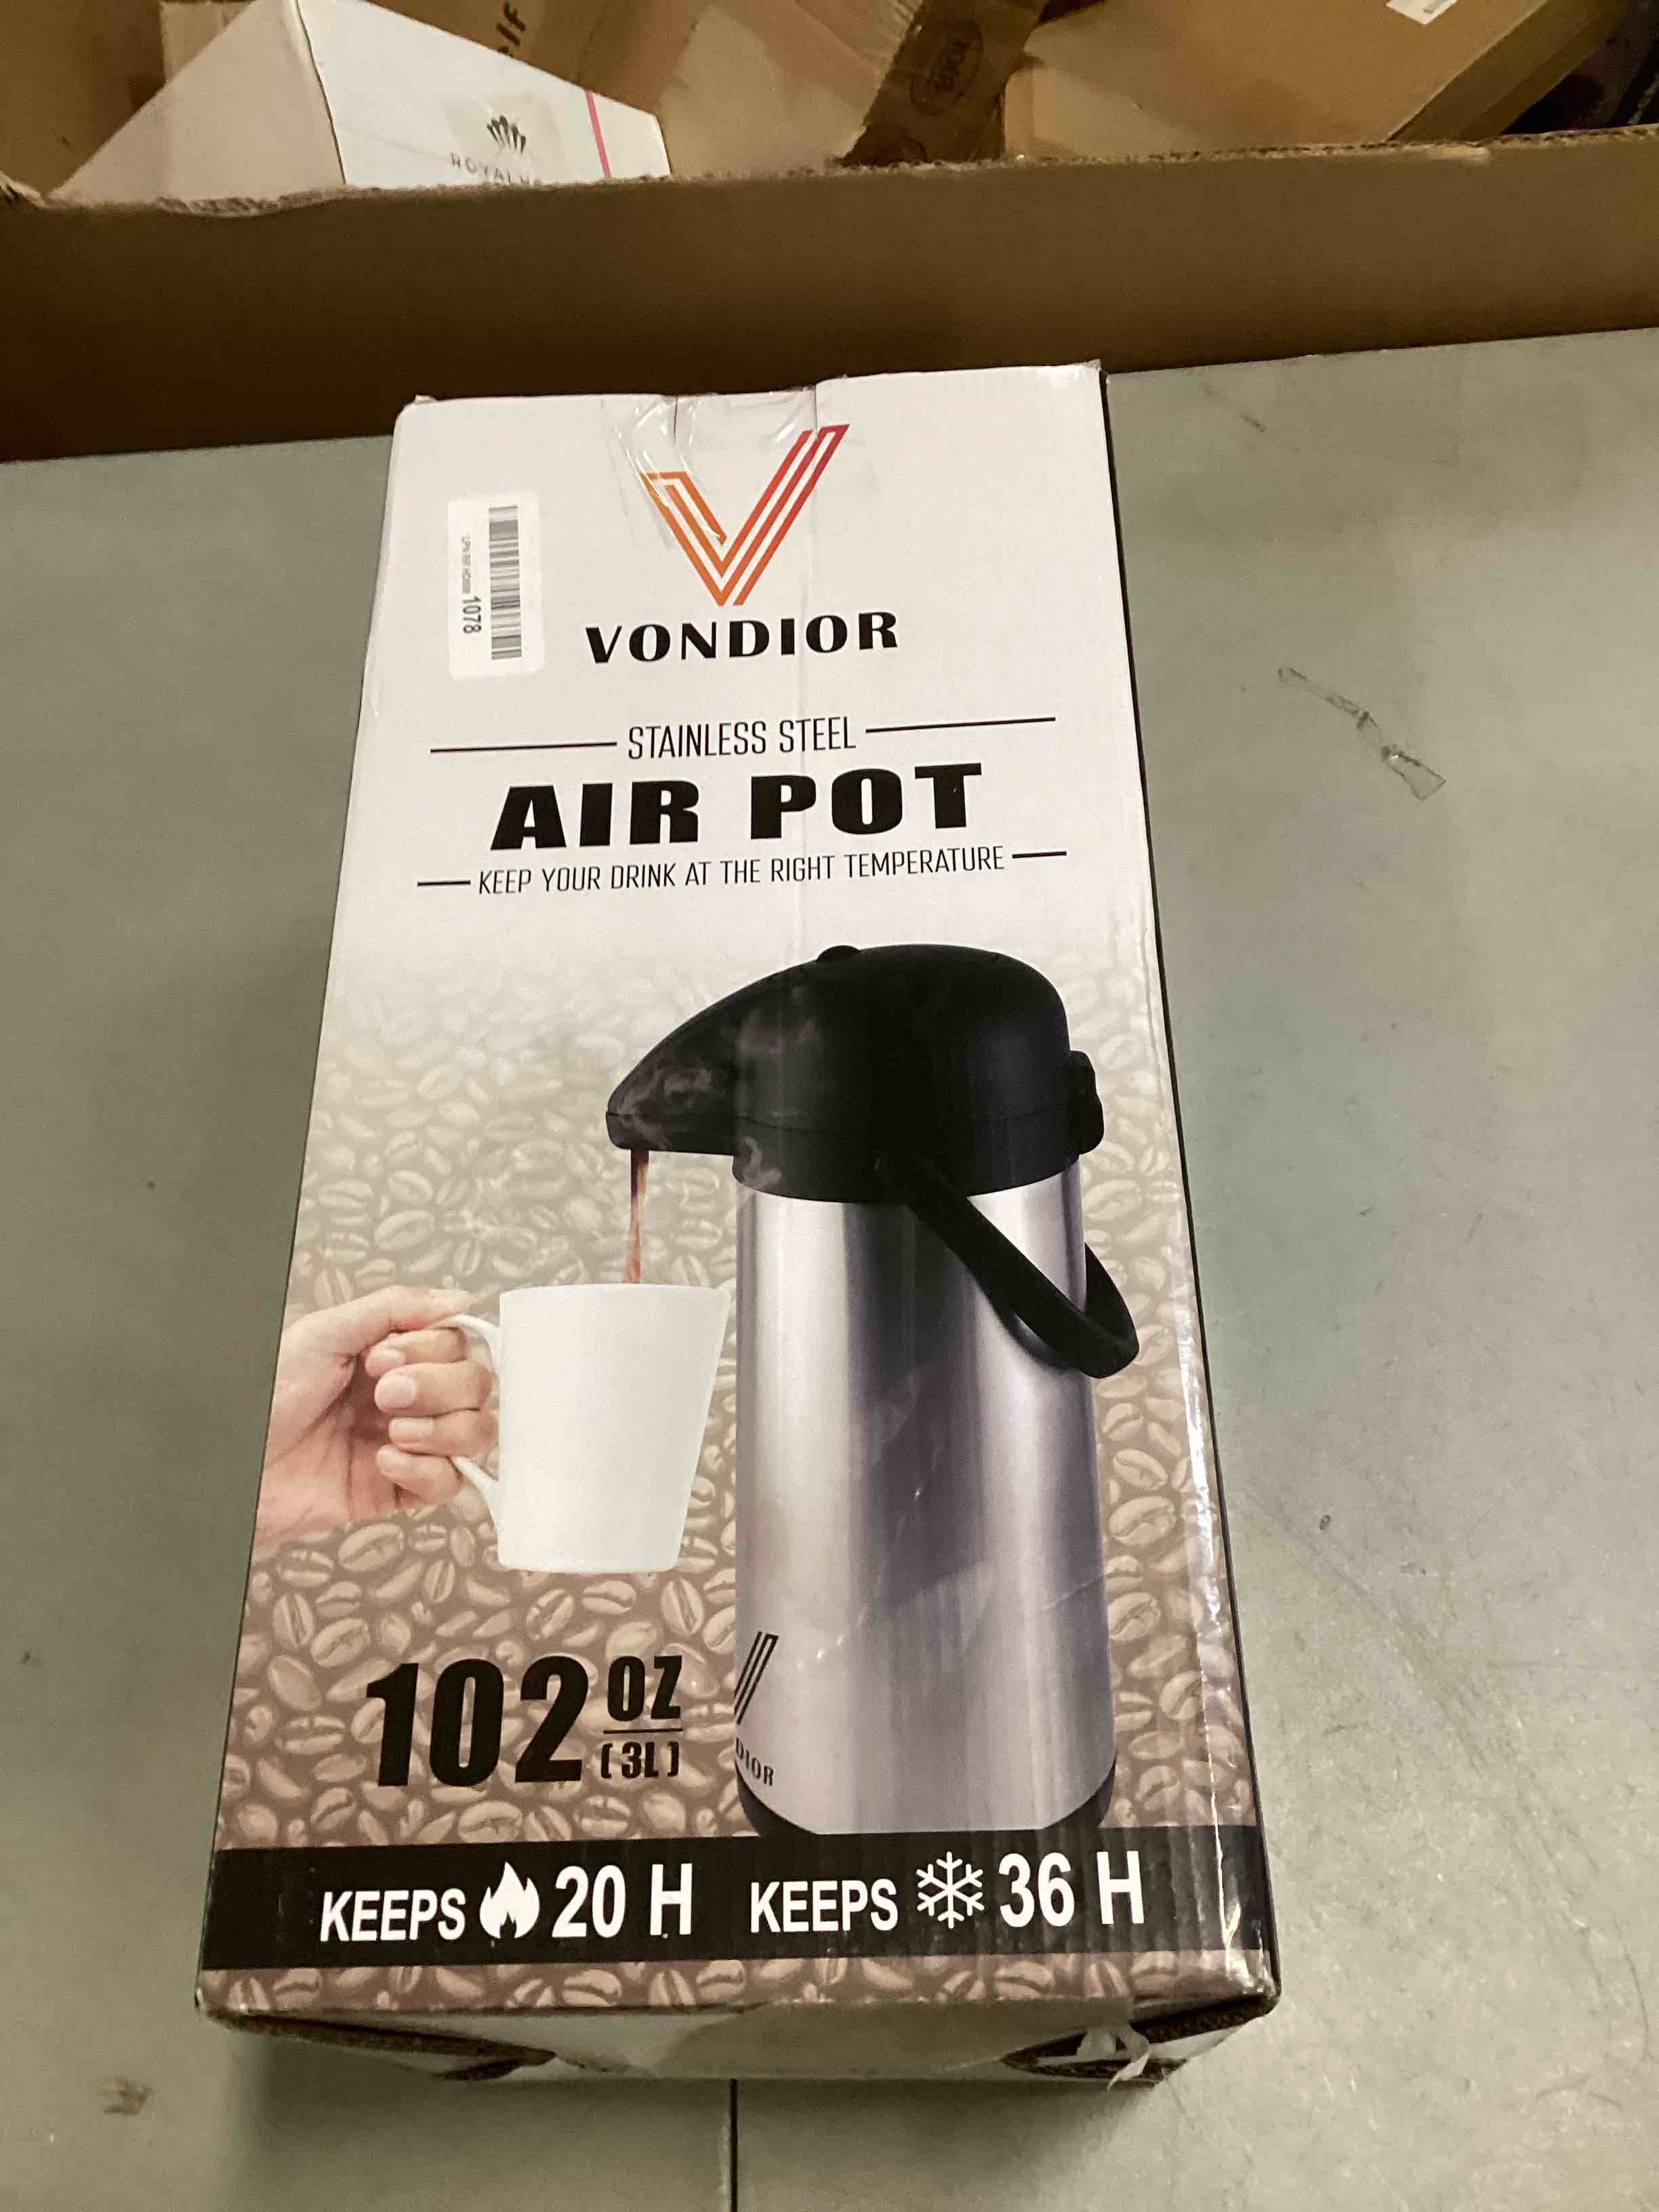 VONDIOR
1078
STAINLESS STEEL
AIR POT
KEEP YOUR DRINK AT THE RIGHT TEMPERATURE
102 OZ
(3L)
KEEPS 20 H KEEPS 36 H